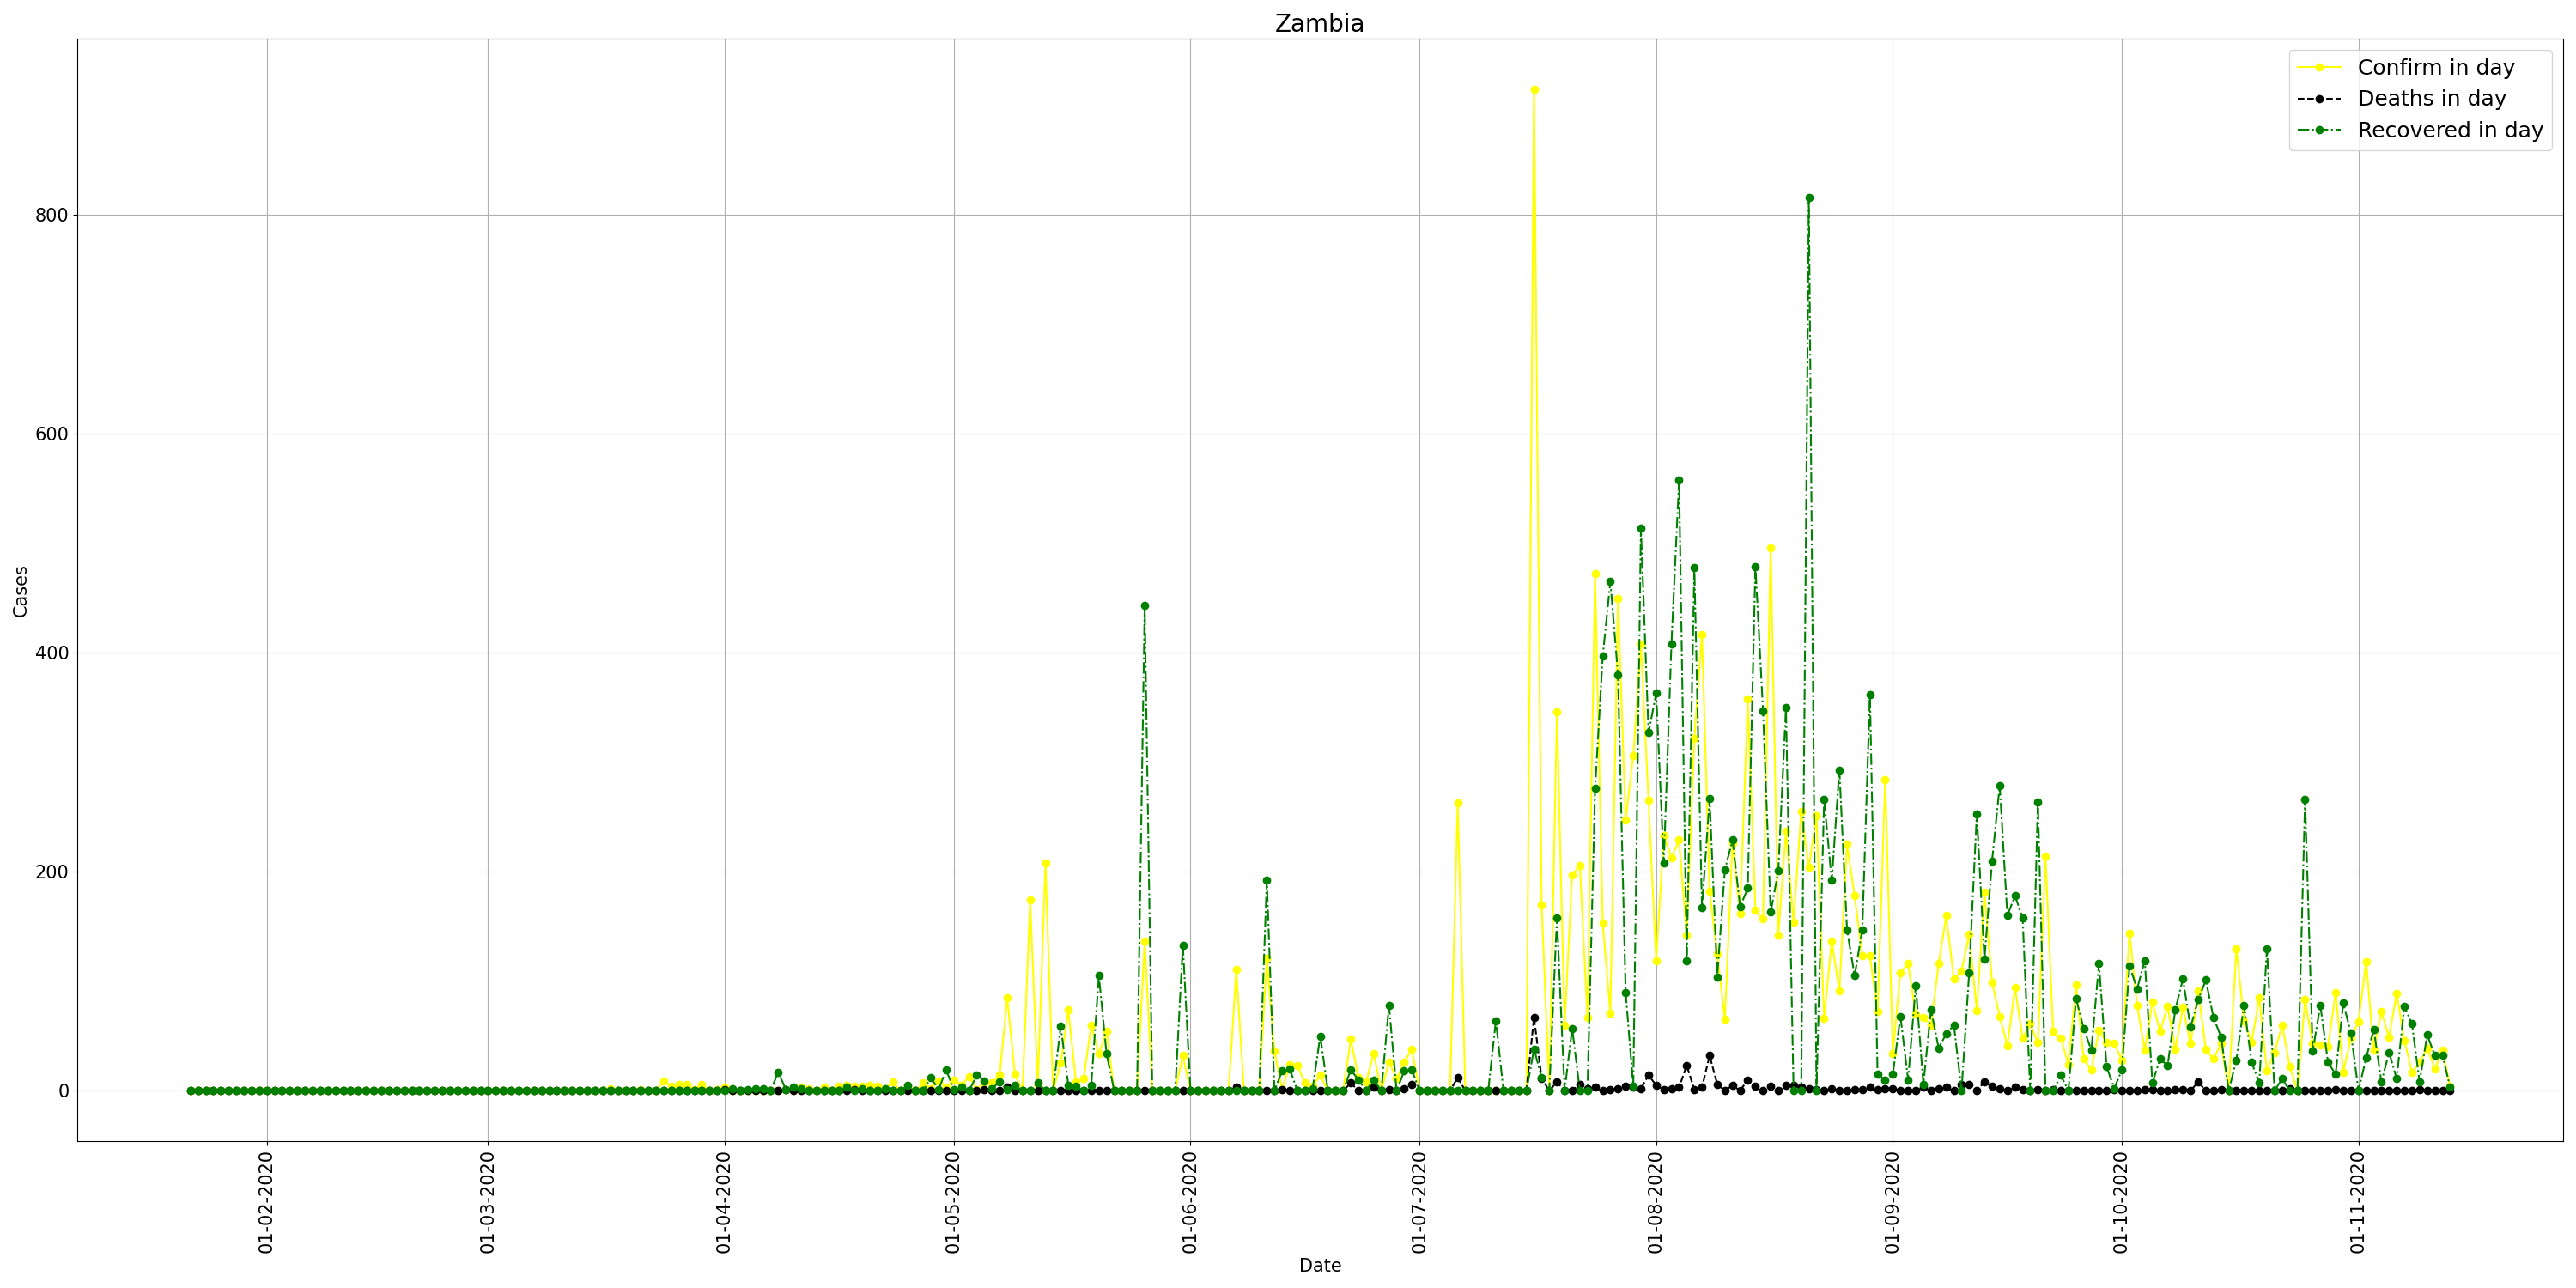 Zambia
Confirm in day
Deaths in day
Recovered in day
Cases
800
600
400
200
0
01-02-2020
01-03-2020
01-04-2020
01-05-2020
01-06-2020
01-07-2020
01-08-2020
01-09-2020
01-10-2020
01-11-2020
Date